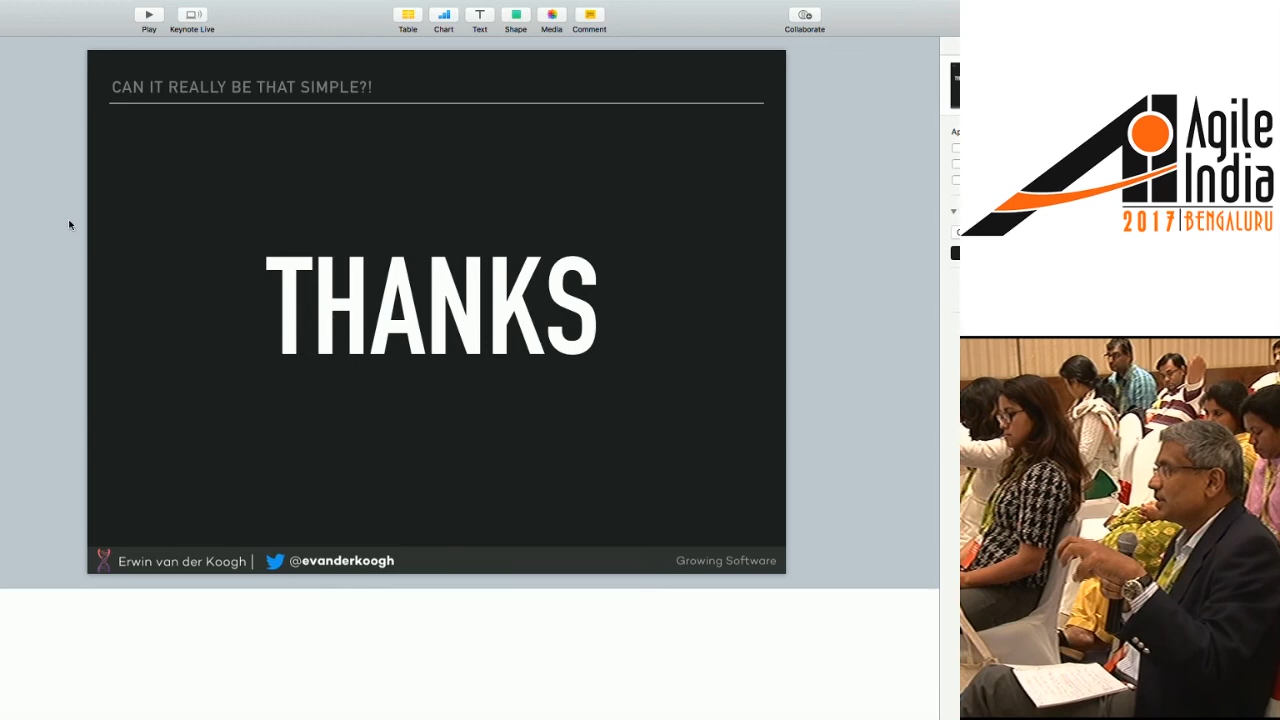 Play
Keynote Live
Table
Chart
Text
Shape
Media
Comment
Collaborate
CAN IT REALLY BE THAT SIMPLE?!
THANKS
Erwin van der Koogh |
@evanderkoogh
Growing Software
Agile
India
2017 | BENGALURU